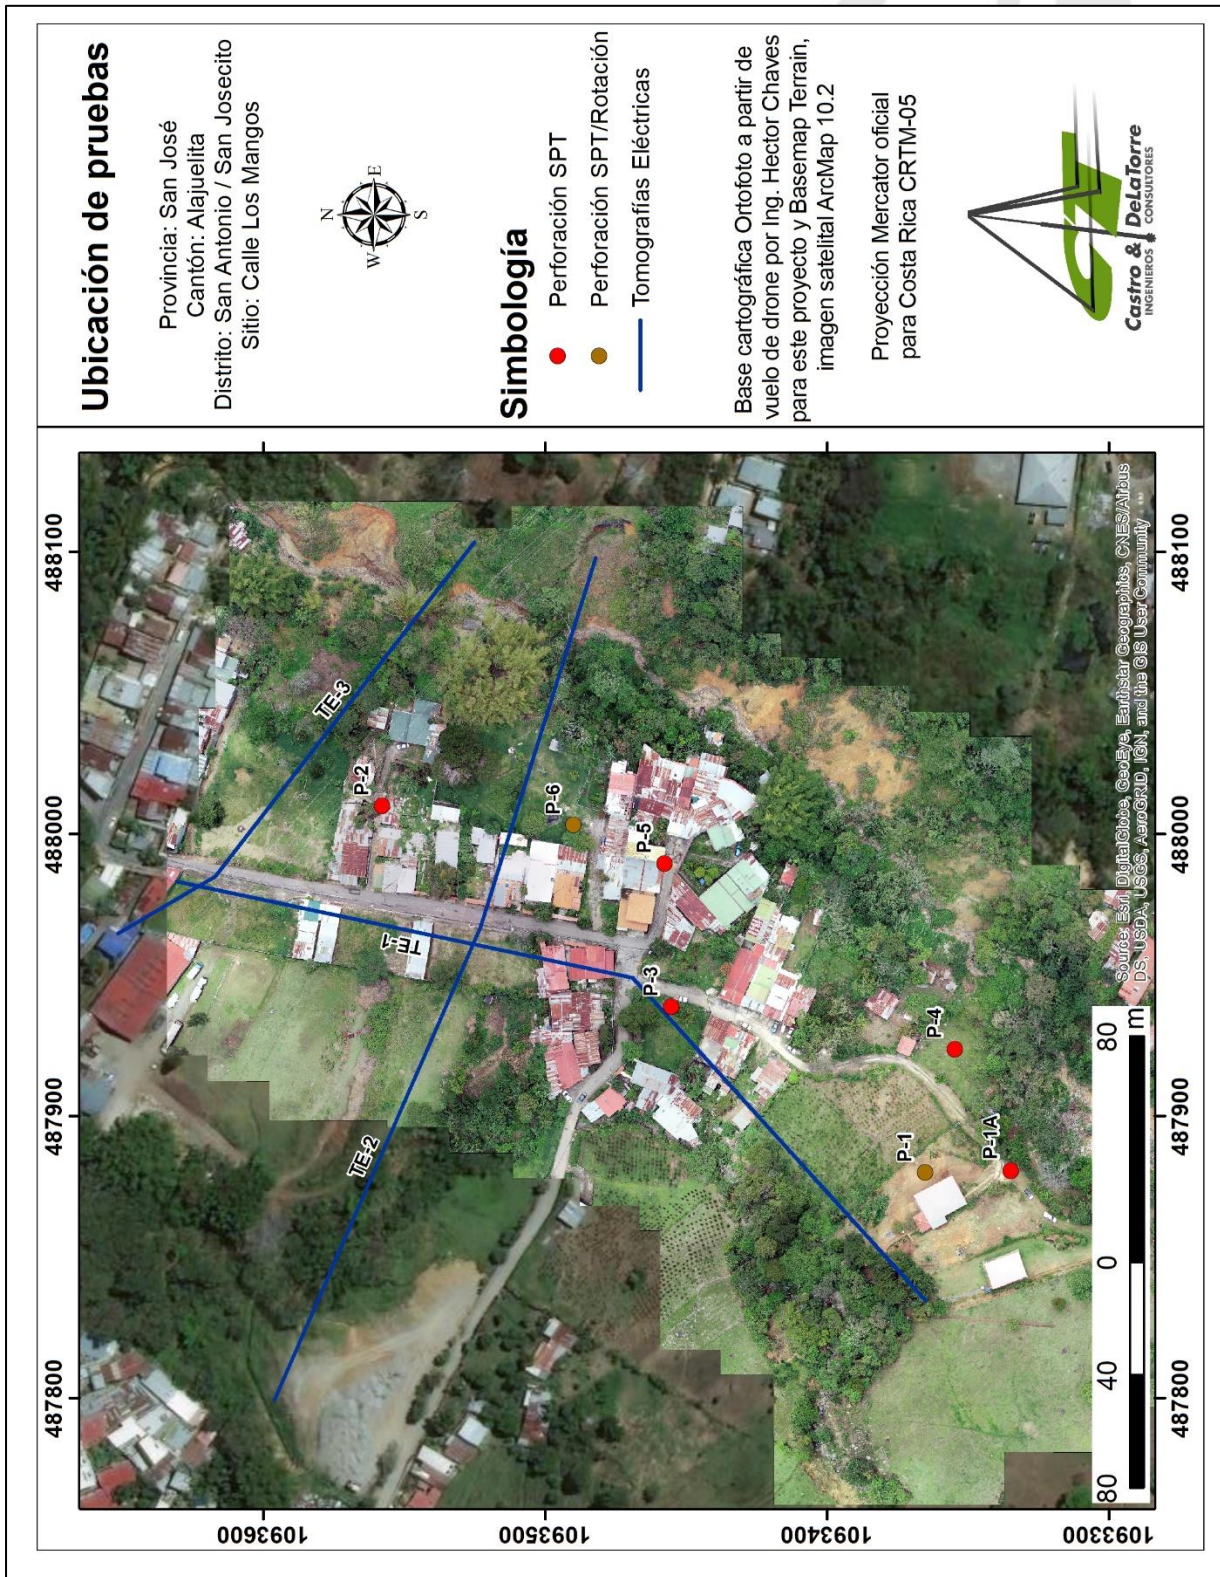 Ubicación de pruebas
Provincia: San José
Cantón: Alajuelita
Distrito: San Antonio / San Josecito
Sitio: Calle Los Mangos
N
W
E
S
Simbología
Perforación SPT
Perforación SPT/Rotación
Tomografías Eléctricas
Base cartográfica Ortofoto a partir de
vuelo de drone por Ing. Hector Chaves
para este proyecto y Basemap Terrain,
imagen satelital ArcMap 10.2
Proyección Mercator oficial
para Costa Rica CRTM-05
Castro & DeLaTorre
INGENIEROS CONSULTORES
487800
487900
488000
488100
1093600
1093500
1093400
1093300
TE-3
P-2
TE-1
TE-2
P-6
P-5
P-3
P-4
P-1
P-1A
80 40 0 80
m
Source: Esri, DigitalGlobe, GeoEye, Earthstar Geographics, CNES/Airbus
DS, USDA, USGS, AeroGRID, IGN, and the GIS User Community
487800
487900
488000
488100